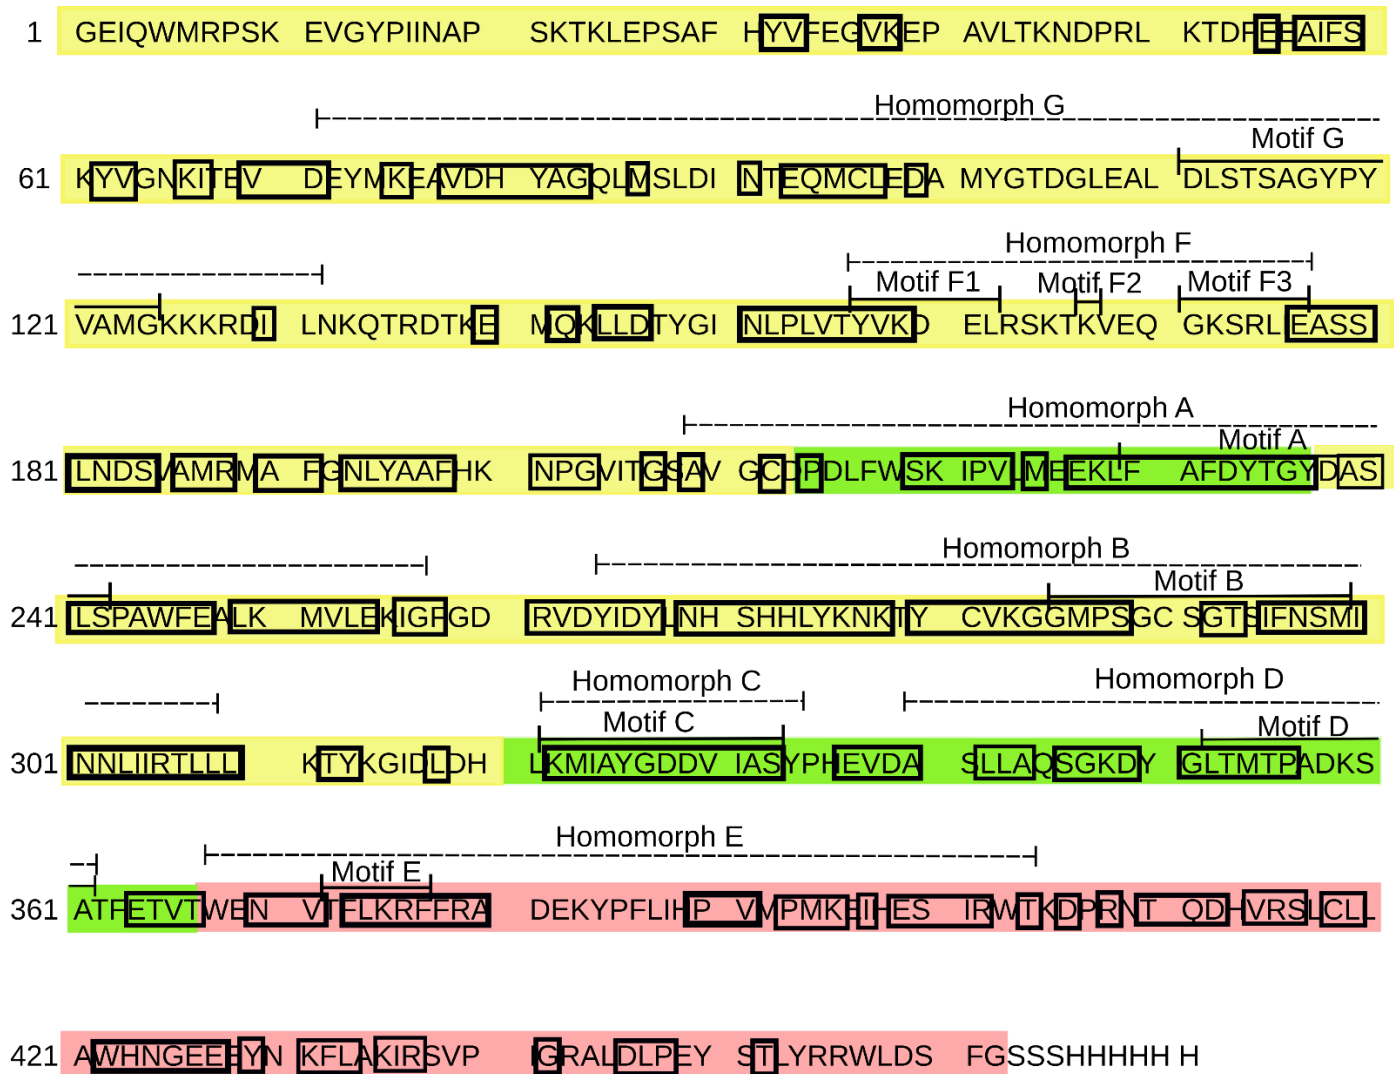 1 GEIQWMRPSK EVGYPIINAP SKTKLEPSAF HYVFEGVKEP AVLTKNDPRL KTDFEEAIFS
Homomorph G
Motif G
61 KYVGNKITEV DEYMKEAVDH YAGQLMSLDI NTEQMCLEDA MYGTDGLEAL DLSTSAGYPY
Homomorph F
Motif F1 Motif F2 Motif F3
121 VAMGKKKRDI LNKQTRDTKE MQKLLDTYGI NLPLVTYVKD ELRSKTKVEQ GKSRLIEASS
Homomorph A
Motif A
181 LNDSVAMRMA FGNLYAAFHK NPGVITGSAV GCDPDLFWSK IPVLMEEKLF AFDYTGYDAS
Homomorph B
Motif B
241 LSPAWFEALK MVLEKIGFGD RVDYIDYLNH SHHLYKNKTY CVKGGMPSGC SGTSIFNSMI
Homomorph C Homomorph D
Motif C Motif D
301 NNLIIRTLLL KTYKGIDLDH LKMIAYGDDV IASYPHEVDA SLLAQSGKDY GLTMTPADKS
Homomorph E
Motif E
361 ATFETVTWEN VTFLKRFFRA DEKYPFLIHP VMPMKEIHES IRWTKDPRNT QDHVRSLCLL
421 AWHNGEEEYN KFLAKIRSVP IGRALDLPEY STLYRRWLDS FGSSSHHHHH H